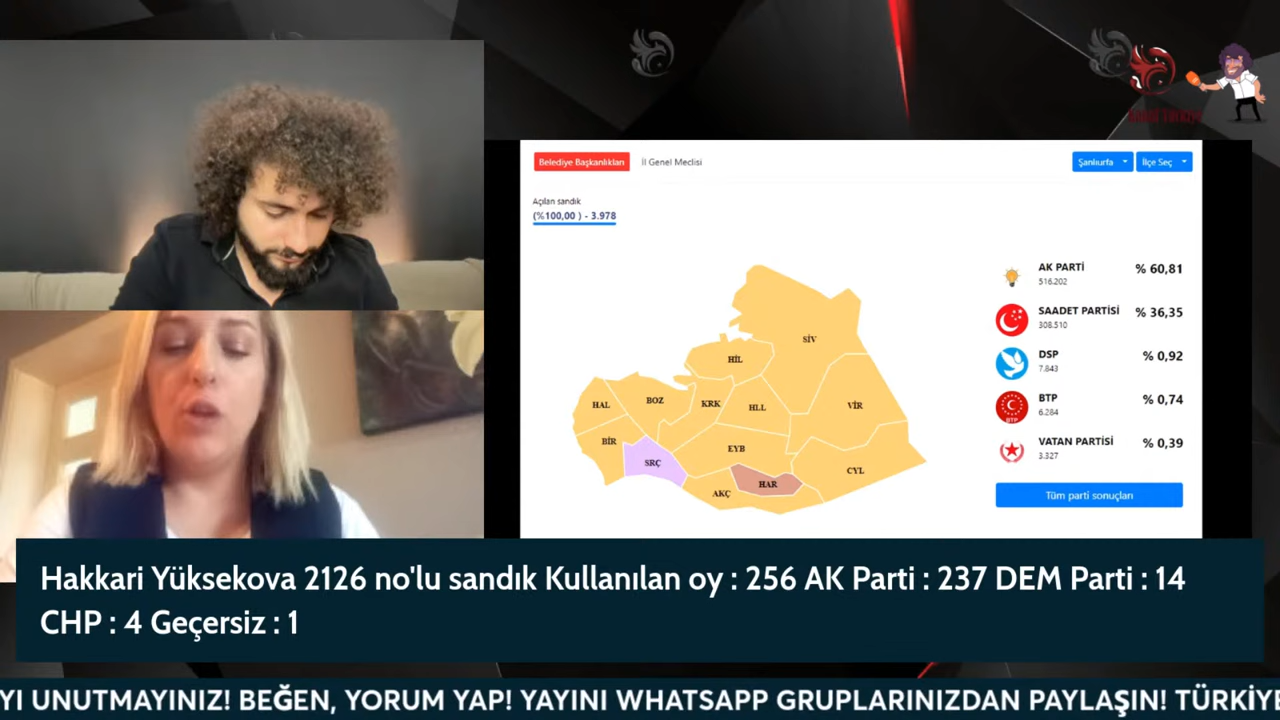 Belediye Başkanlıkları
İl Genel Meclisi
Şanlıurfa
İlçe Seç
Açılan sandık
(%100,00 ) - 3.978
AK PARTİ
% 60,81
516.202
SAADET PARTİSİ
% 36,35
308.510
DSP
% 0,92
7.843
BTP
% 0,74
6.284
BTP
VATAN PARTİSİ
% 0,39
3.327
Tüm parti sonuçları
SİV
HİL
HAL
BOZ
KRK
HLL
VİR
BİR
EYB
SRÇ
CYL
HAR
AKÇ
Hakkari Yüksekova 2126 no'lu sandık Kullanılan oy : 256 AK Parti : 237 DEM Parti : 14
CHP : 4 Geçersiz : 1
YI UNUTMAYINIZ! BEĞEN, YORUM YAP! YAYINI WHATSAPP GRUPLARINIZDAN PAYLAŞIN! TÜRKİYE